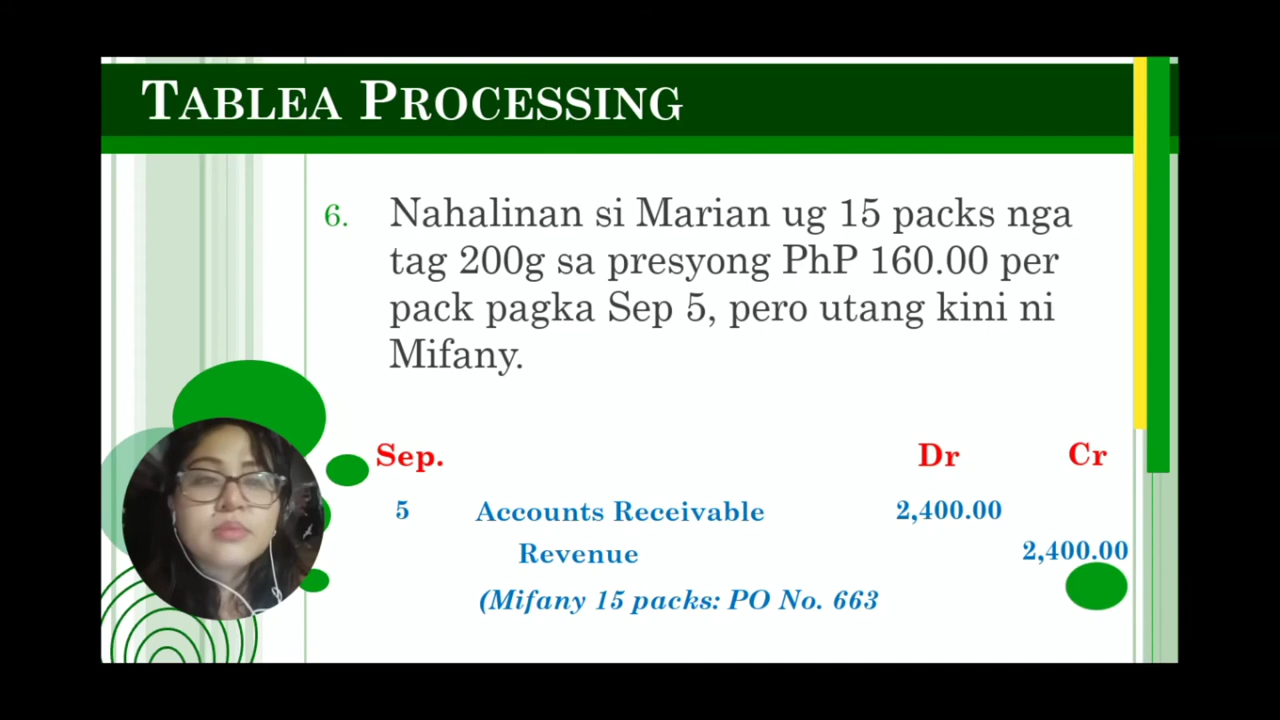 TABLEA PROCESSING
6. Nahalinan si Marian ug 15 packs nga
tag 200g sa presyong PhP 160.00 per
pack pagka Sep 5, pero utang kini ni
Mifany.
Sep. Dr Cr
5 Accounts Receivable 2,400.00
Revenue 2,400.00
(Mifany 15 packs: PO No. 663